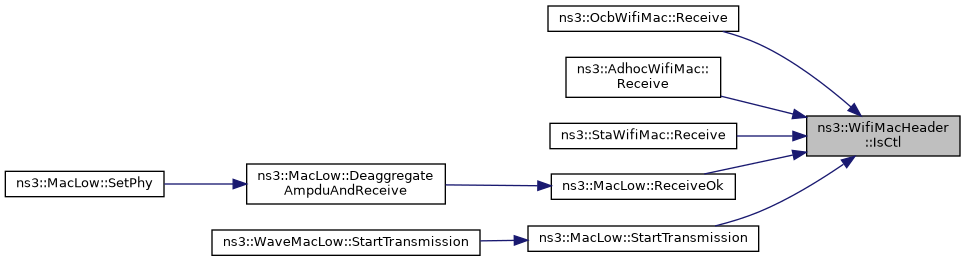 ns3::OcbWifiMac::Receive
ns3::AdhocWifiMac::
Receive
ns3::WifiMacHeader
::IsCtl
ns3::StaWifiMac::Receive
ns3::MacLow::SetPhy
ns3::MacLow::Deaggregate
AmpduAndReceive
ns3::MacLow::ReceiveOk
ns3::WaveMacLow::StartTransmission
ns3::MacLow::StartTransmission